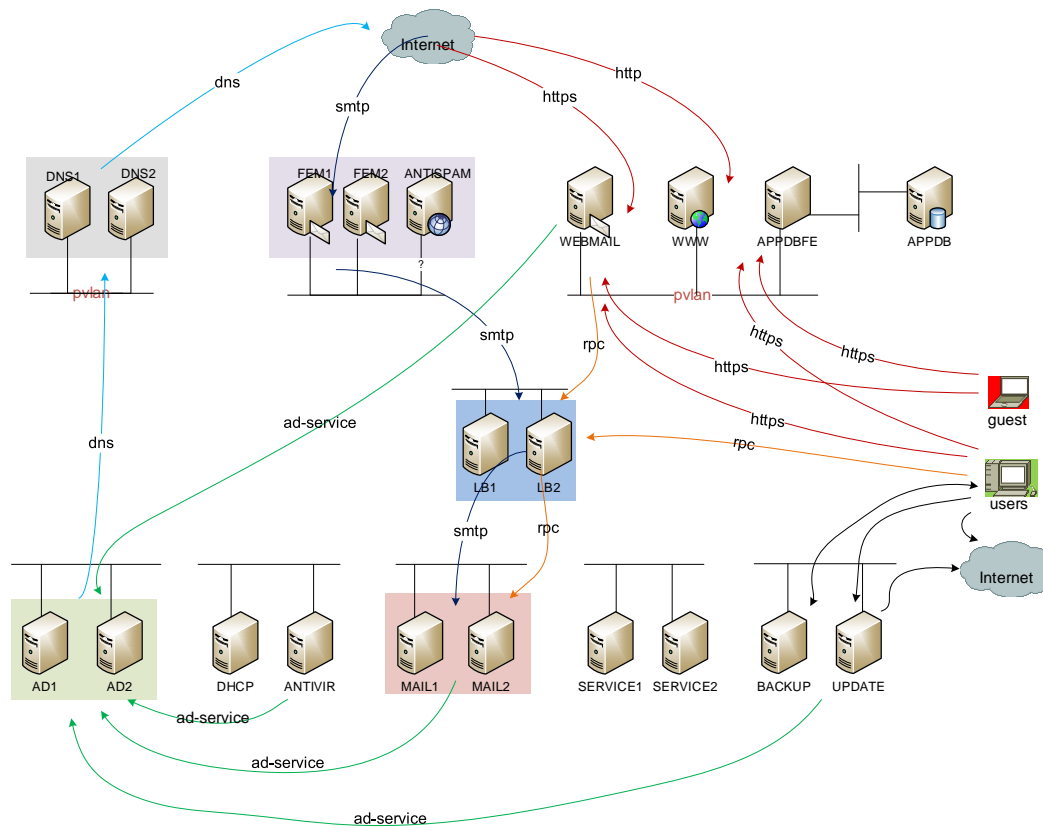 Internet
dns
http
smtp
https
DNS1
DNS2
FEM1
FEM2
ANTISPAM
WEBMAIL
WWW
APPDBFE
APPDB
?
pvlan
pvlan
smtp
rpc
https
https
https
https
guest
ad-service
dns
rpc
LB1
LB2
users
smtp
rpc
Internet
AD1
AD2
DHCP
ANTIVIR
MAIL1
MAIL2
SERVICE1
SERVICE2
BACKUP
UPDATE
ad-service
ad-service
ad-service